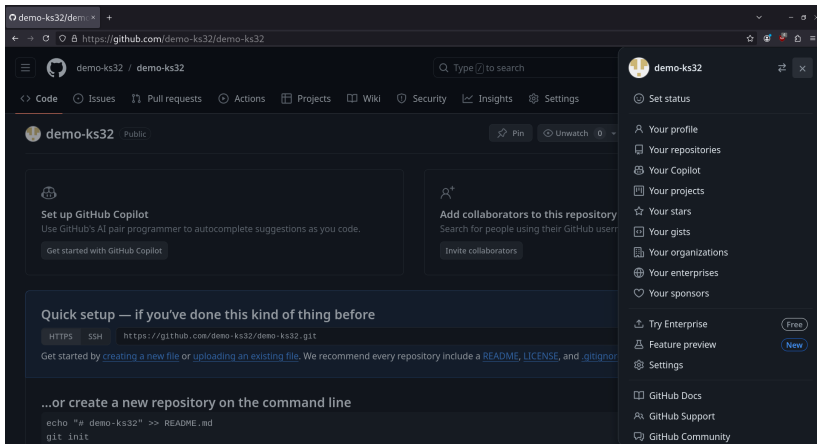 demo-ks32/demo
https://github.com/demo-ks32/demo-ks32
demo-ks32 / demo-ks32
Type / to search
Code Issues Pull requests Actions Projects Wiki Security Insights Settings
demo-ks32 Public
Pin Unwatch 0
Set up GitHub Copilot
Use GitHub's AI pair programmer to autocomplete suggestions as you code.
Get started with GitHub Copilot
Add collaborators to this repository
Search for people using their GitHub usern
Invite collaborators
Quick setup — if you've done this kind of thing before
HTTPS SSH https://github.com/demo-ks32/demo-ks32.git
Get started by creating a new file or uploading an existing file. We recommend every repository include a README, LICENSE, and .gitignor
...or create a new repository on the command line
echo "# demo-ks32" >> README.md
git init
demo-ks32
Set status
Your profile
Your repositories
Your Copilot
Your projects
Your stars
Your gists
Your organizations
Your enterprises
Your sponsors
Try Enterprise Free
Feature preview New
Settings
GitHub Docs
GitHub Support
GitHub Community